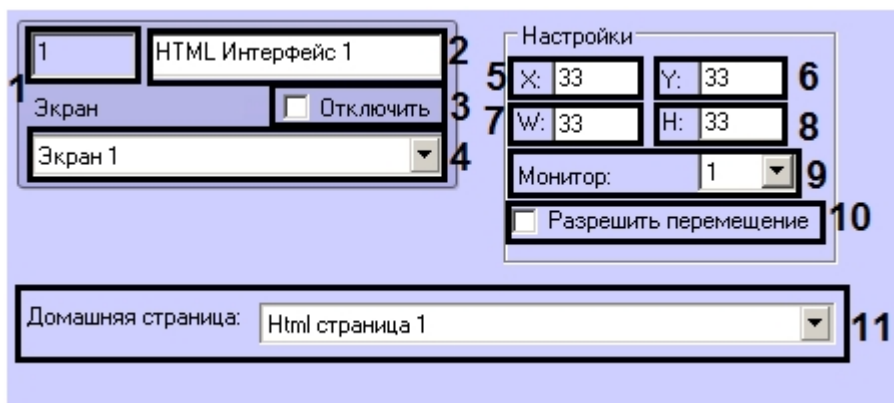 1 HTML Интерфейс 1 2
1
Экран Отключить 3
Экран 1 4
Настройки
5 X: 33 Y: 33 6
7 W: 33 H: 33 8
Монитор: 1 9
Разрешить перемещение 10
Домашняя страница: Html страница 1 11